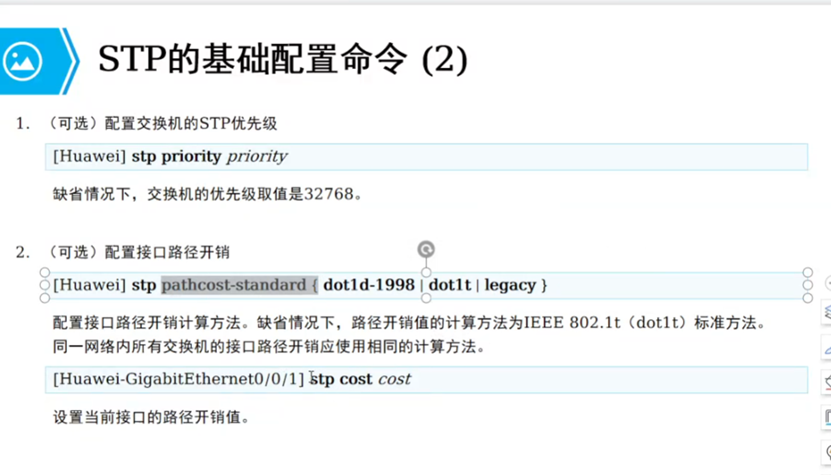 STP的基础配置命令 (2)
1. （可选）配置交换机的STP优先级
[Huawei] stp priority priority
缺省情况下，交换机的优先级取值是32768。
2. （可选）配置接口路径开销
[Huawei] stp pathcost-standard { dot1d-1998 | dot1t | legacy }
配置接口路径开销计算方法。缺省情况下，路径开销值的计算方法为IEEE 802.1t（dot1t）标准方法。
同一网络内所有交换机的接口路径开销应使用相同的计算方法。
[Huawei-GigabitEthernet0/0/1] stp cost cost
设置当前接口的路径开销值。